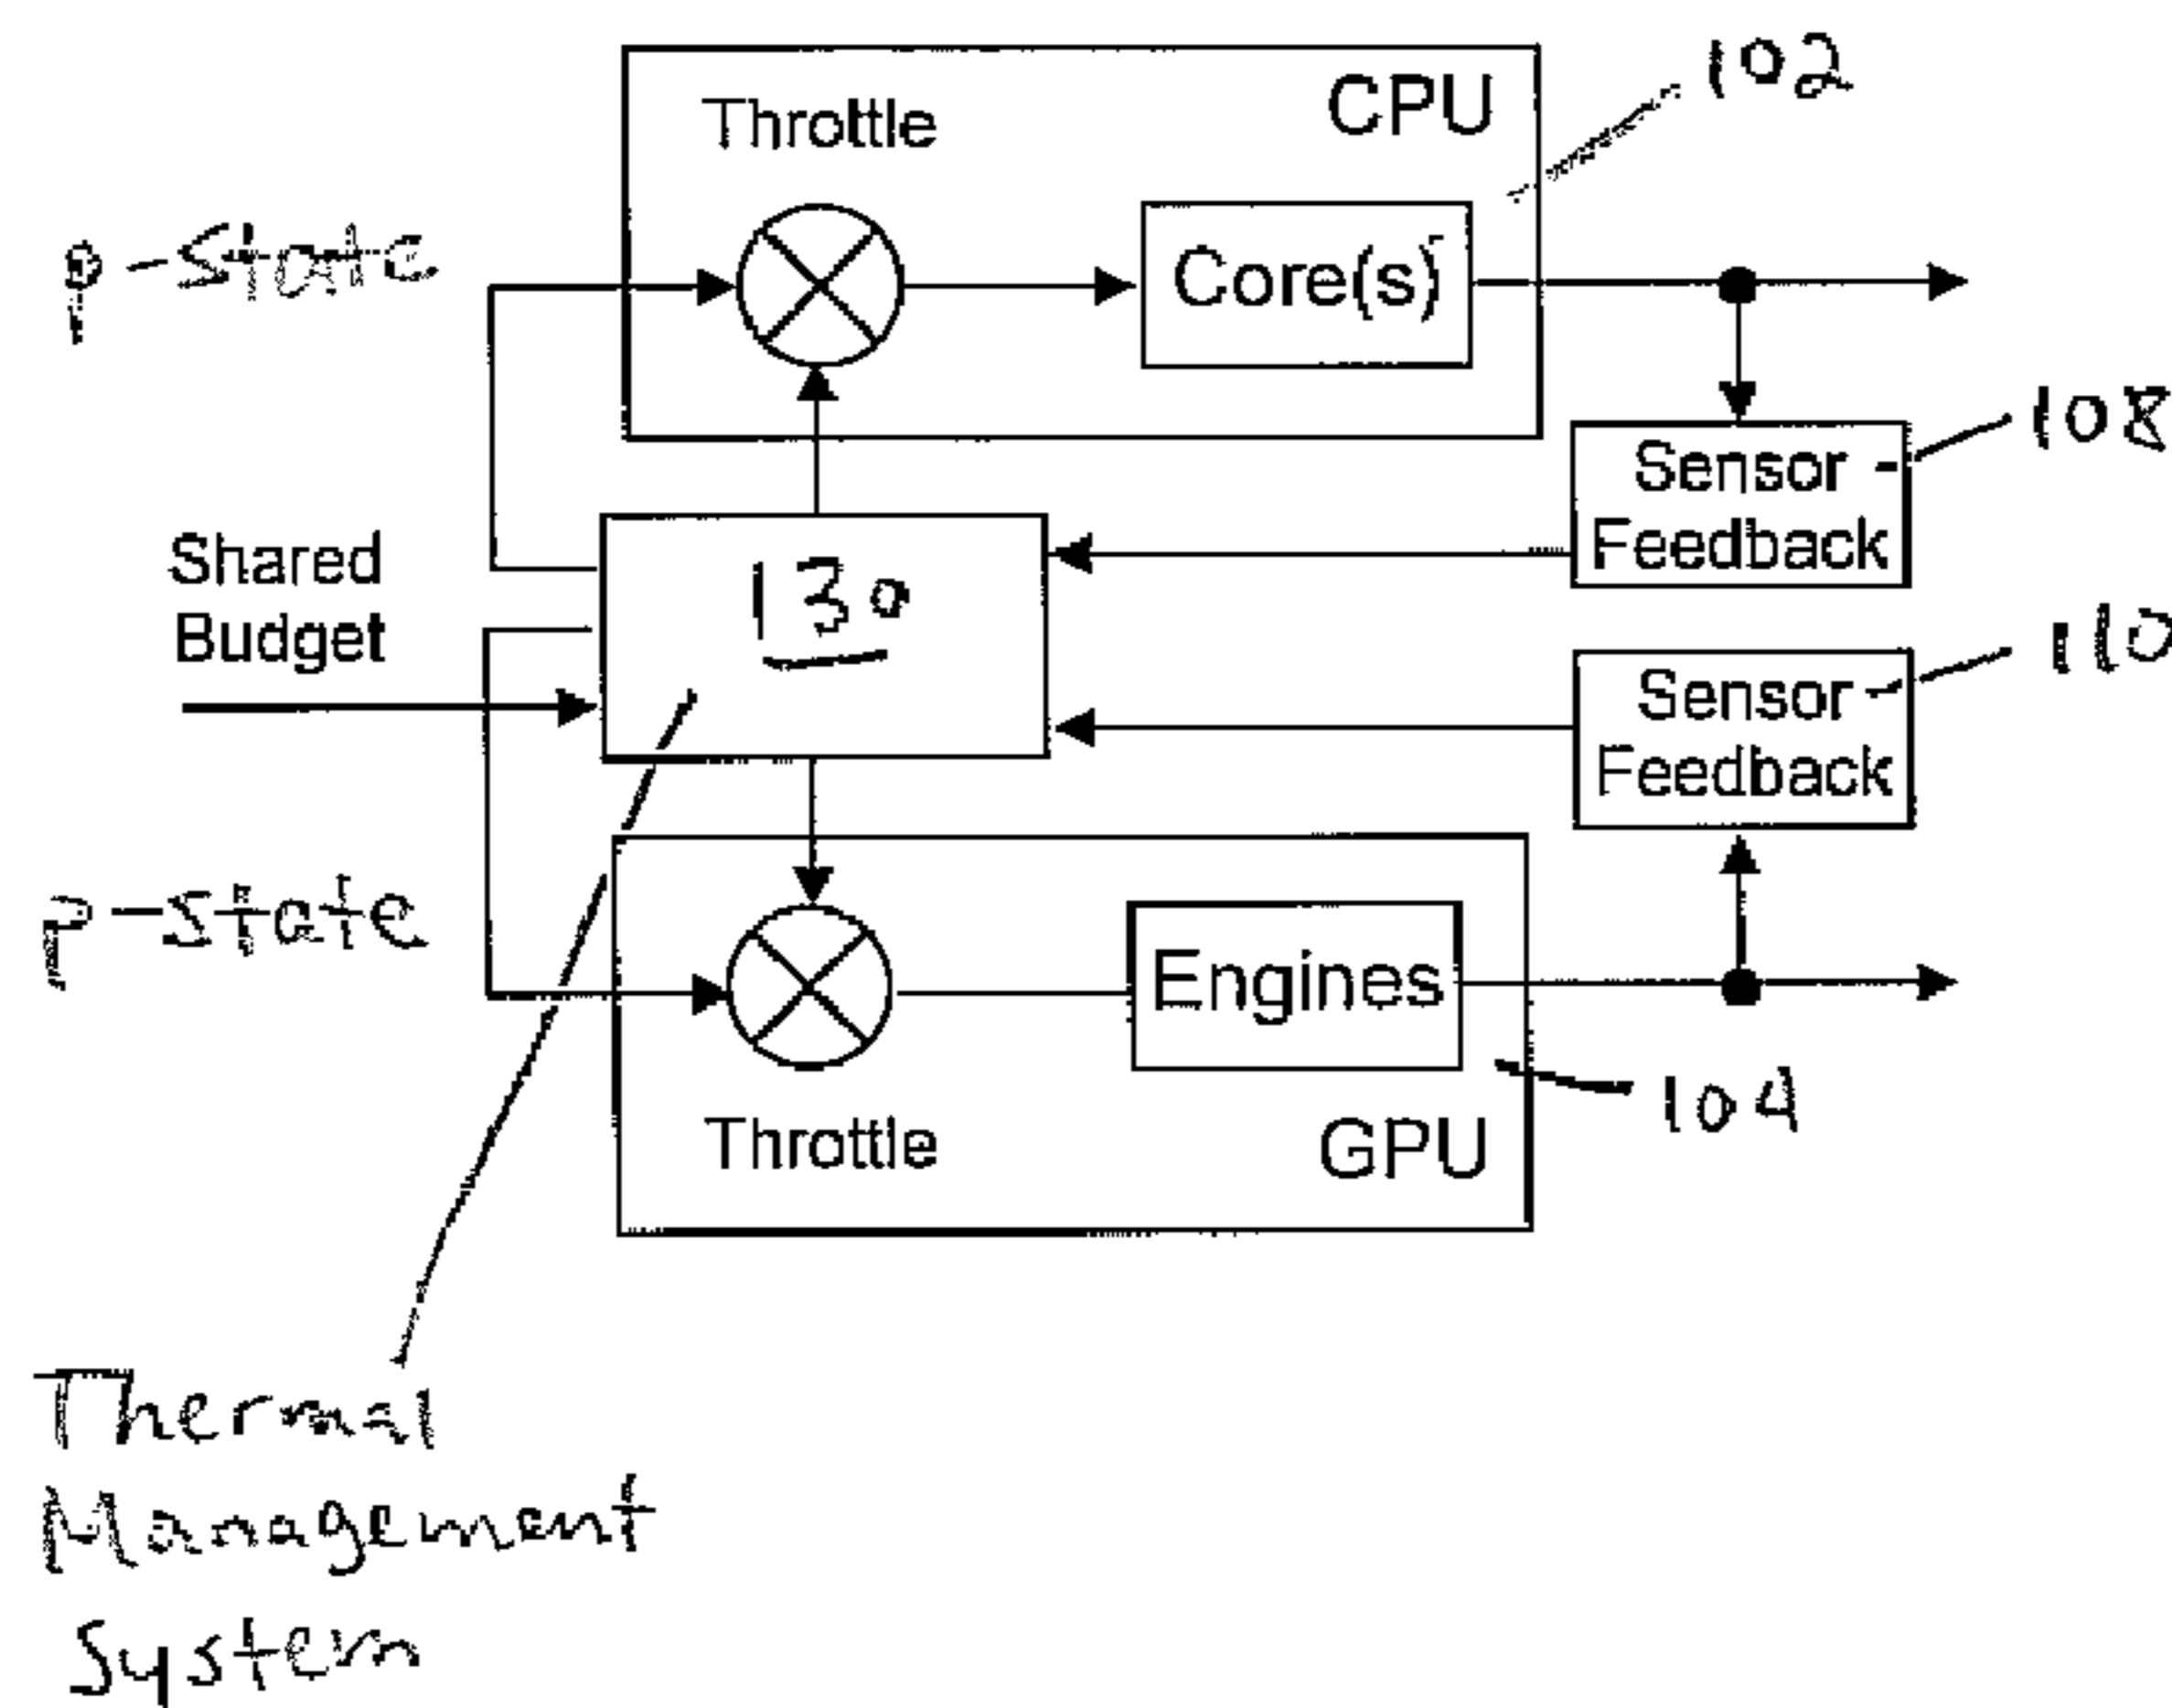 Throttle
CPU
102
p-state
Core(s)
108
Sensor
Feedback
Shared
Budget
130
110
Sensor
Feedback
p-state
Engines
104
Throttle
GPU
Thermal
Management
System